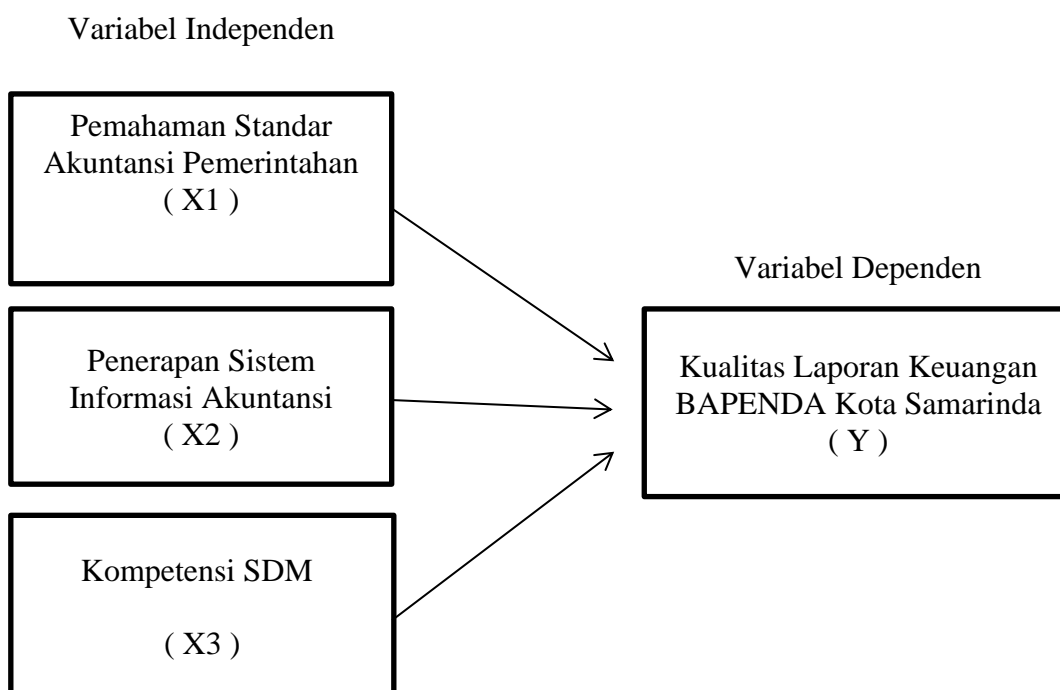 Variabel Independen
Pemahaman Standar
Akuntansi Pemerintahan
( X1 )
Penerapan Sistem
Informasi Akuntansi
( X2 )
Kompetensi SDM
( X3 )
Variabel Dependen
Kualitas Laporan Keuangan
BAPENDA Kota Samarinda
( Y )